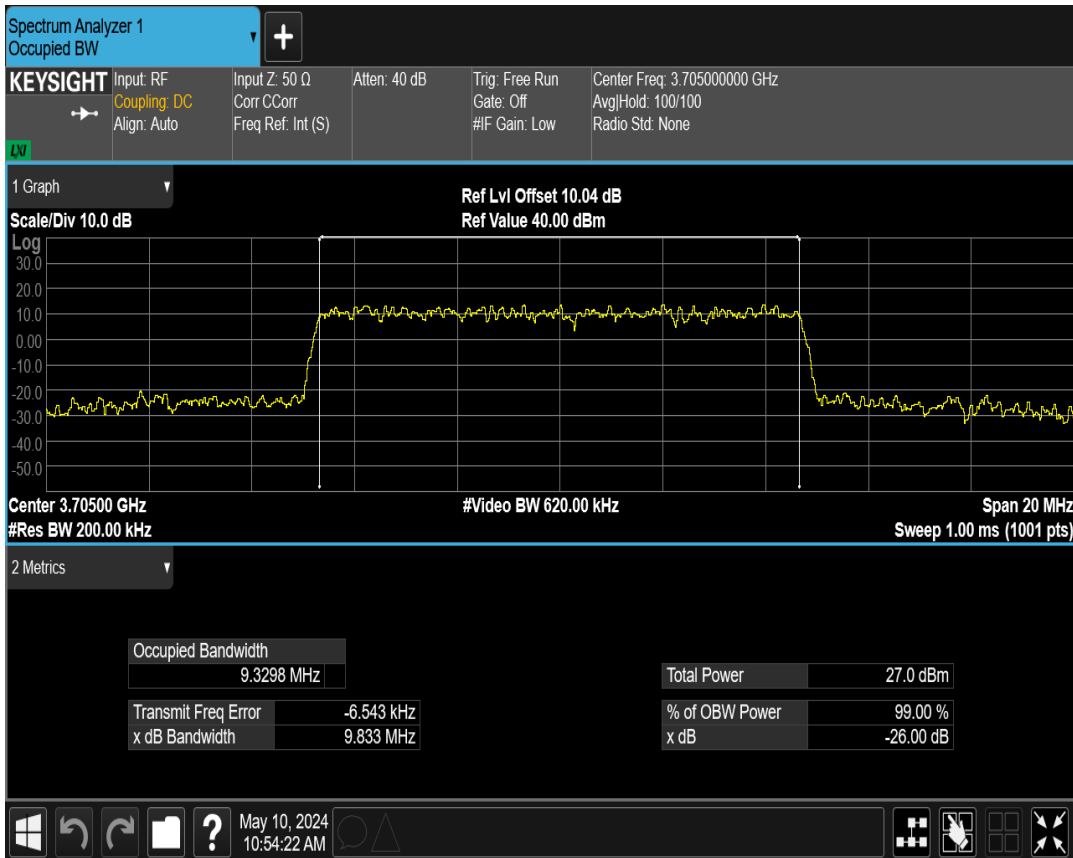 Spectrum Analyzer 1
Occupied BW
+
KEYSIGHT
LXI
Input: RF
Coupling: DC
Align: Auto
Input Z: 50 Ω
Corr CCorr
Freq Ref: Int (S)
Atten: 40 dB
Trig: Free Run
Gate: Off
#IF Gain: Low
Center Freq: 3.705000000 GHz
Avg|Hold: 100/100
Radio Std: None
1 Graph
Scale/Div 10.0 dB
Ref Lvl Offset 10.04 dB
Ref Value 40.00 dBm
Log
30.0
20.0
10.0
0.00
-10.0
-20.0
-30.0
-40.0
-50.0
Center 3.70500 GHz
#Video BW 620.00 kHz
Span 20 MHz
#Res BW 200.00 kHz
Sweep 1.00 ms (1001 pts)
2 Metrics
Occupied Bandwidth
9.3298 MHz
Total Power 27.0 dBm
Transmit Freq Error -6.543 kHz
% of OBW Power 99.00 %
x dB Bandwidth 9.833 MHz
x dB -26.00 dB
?
May 10, 2024
10:54:22 AM